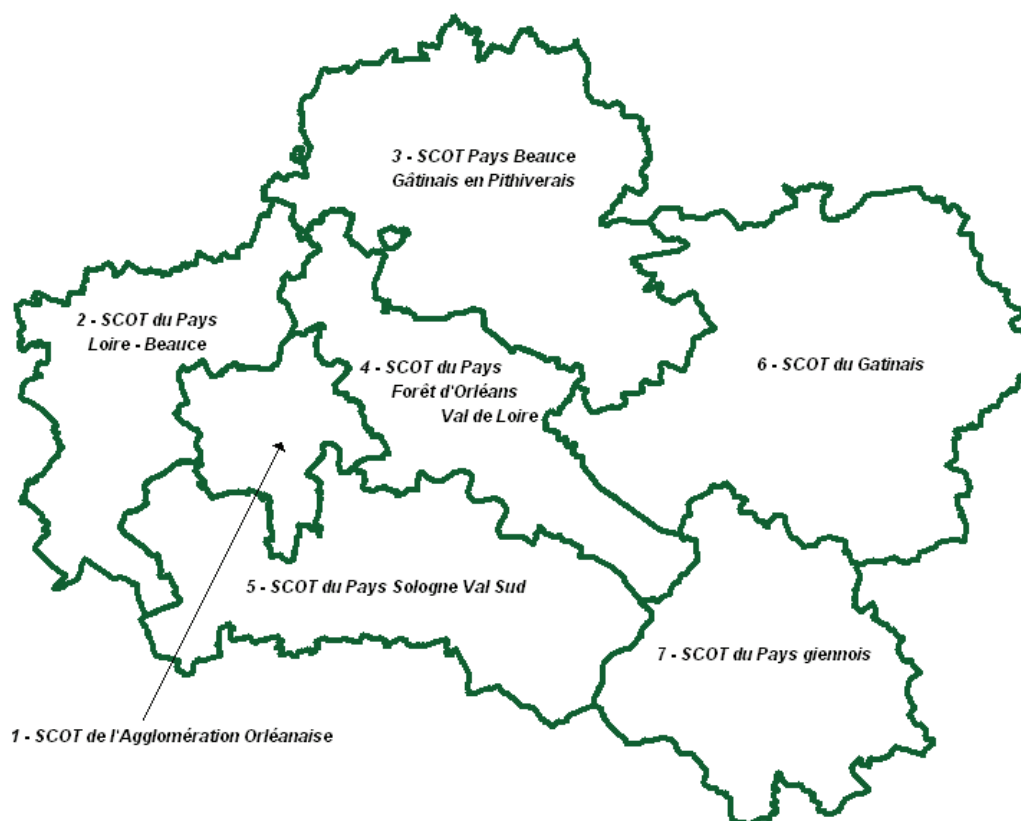 3 - SCOT Pays Beauce
Gâtinais en Pithiverais
2 - SCOT du Pays
Loire - Beauce
4 - SCOT du Pays
Forêt d'Orléans
Val de Loire
6 - SCOT du Gatinais
5 - SCOT du Pays Sologne Val Sud
7 - SCOT du Pays giennois
1 - SCOT de l'Agglomération Orléanaise